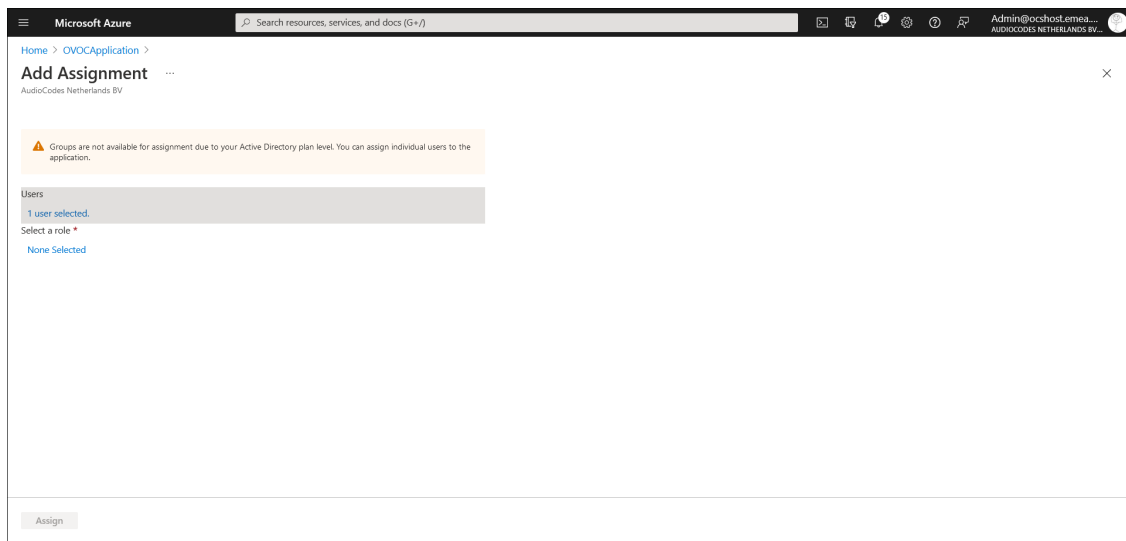 Microsoft Azure
Search resources, services, and docs (G+/)
15
Admin@ocshost.emea....
AUDIOCODES NETHERLANDS BV...
Home > OVOCApplication >
Add Assignment ...
AudioCodes Netherlands BV
Groups are not available for assignment due to your Active Directory plan level. You can assign individual users to the
application.
Users
1 user selected.
Select a role *
None Selected
Assign